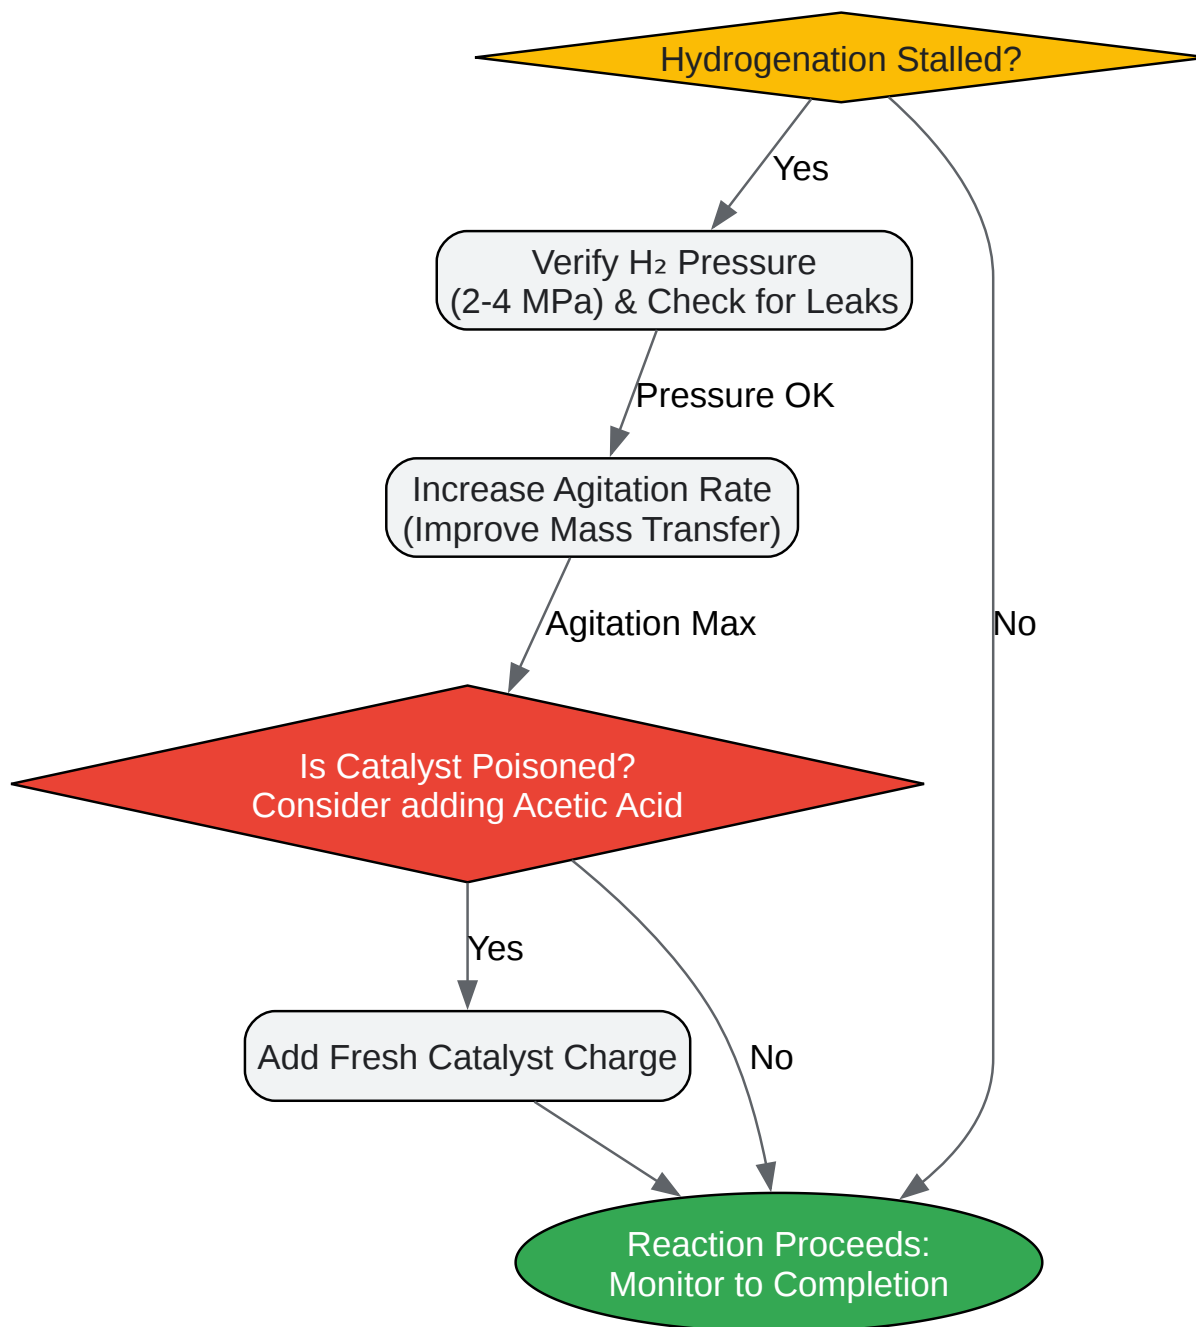 Hydrogenation Stalled?
Yes
Verify H₂ Pressure
(2-4 MPa) & Check for Leaks
Pressure OK
Increase Agitation Rate
(Improve Mass Transfer)
Agitation Max
No
Is Catalyst Poisoned?
Consider adding Acetic Acid
Yes
Add Fresh Catalyst Charge
No
Reaction Proceeds:
Monitor to Completion